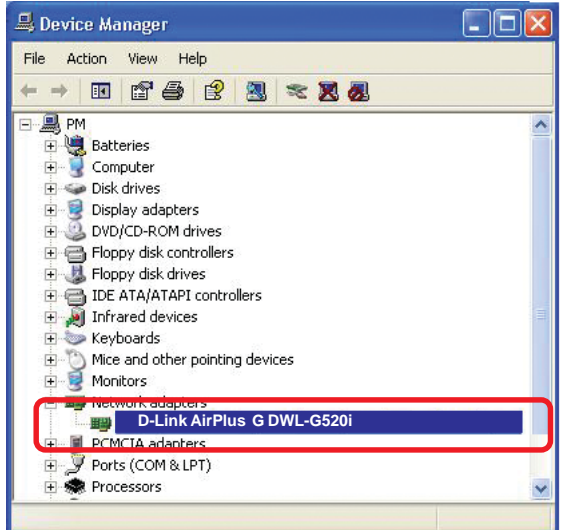 Device Manager
File Action View Help
PM
Batteries
Computer
Disk drives
Display adapters
DVD/CD-ROM drives
Floppy disk controllers
Floppy disk drives
IDE ATA/ATAPI controllers
Infrared devices
Keyboards
Mice and other pointing devices
Monitors
Network adapters
D-Link AirPlus G DWL-G520i
PCMCIA adapters
Ports (COM & LPT)
Processors